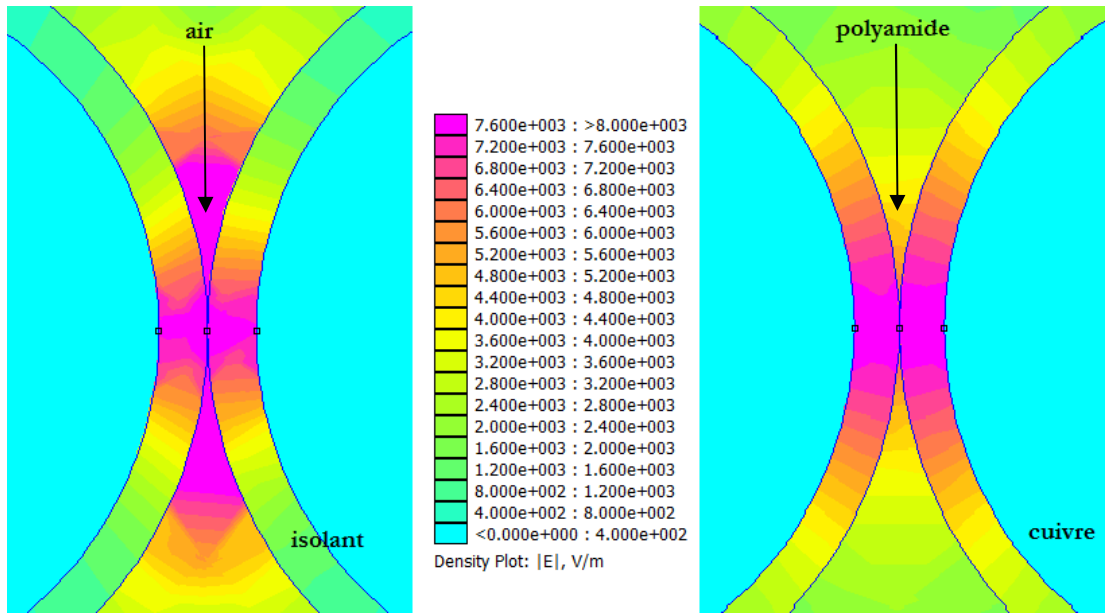 air
polyamide
7.600e+003 : >8.000e+003
7.200e+003 : 7.600e+003
6.800e+003 : 7.200e+003
6.400e+003 : 6.800e+003
6.000e+003 : 6.400e+003
5.600e+003 : 6.000e+003
5.200e+003 : 5.600e+003
4.800e+003 : 5.200e+003
4.400e+003 : 4.800e+003
4.000e+003 : 4.400e+003
3.600e+003 : 4.000e+003
3.200e+003 : 3.600e+003
2.800e+003 : 3.200e+003
2.400e+003 : 2.800e+003
2.000e+003 : 2.400e+003
1.600e+003 : 2.000e+003
1.200e+003 : 1.600e+003
8.000e+002 : 1.200e+003
4.000e+002 : 8.000e+002
<0.000e+000 : 4.000e+002
Density Plot: |E|, V/m
isolant
cuivre